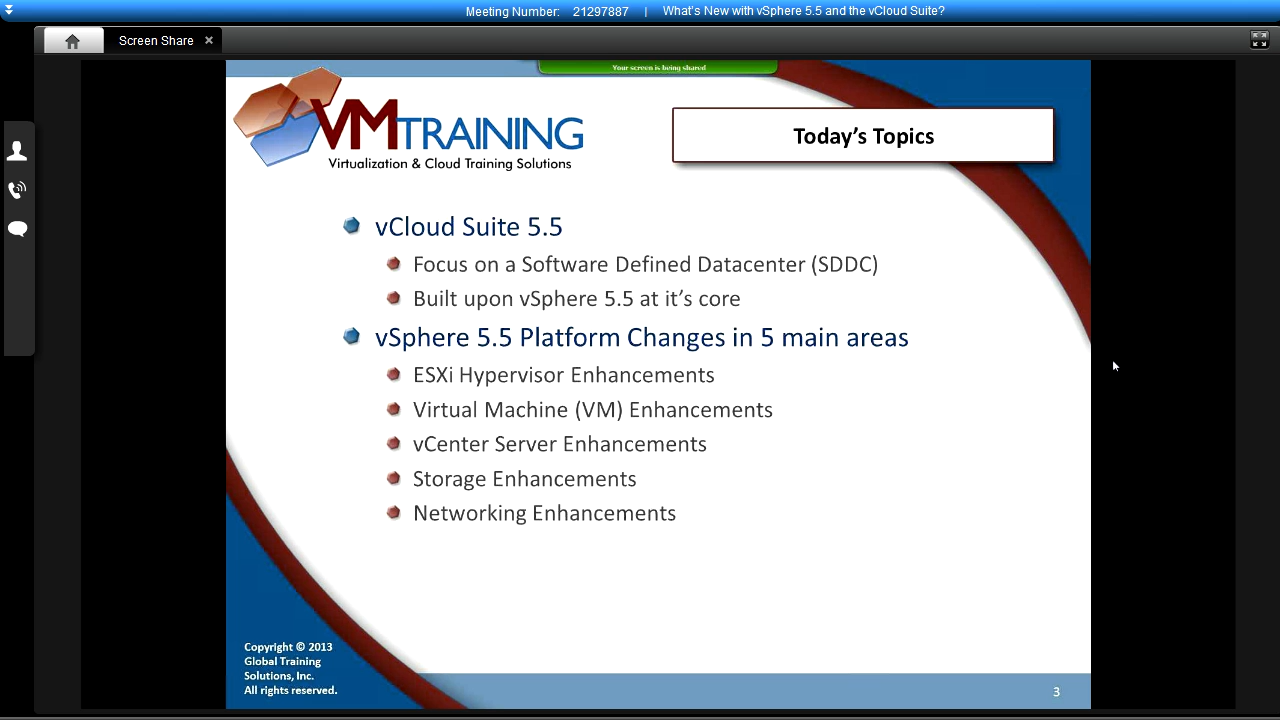 Meeting Number: 21297887 | What's New with vSphere 5.5 and the vCloud Suite?
Screen Share ×
Your screen is being shared
VMTRAINING
Virtualization & Cloud Training Solutions
Today's Topics
vCloud Suite 5.5
Focus on a Software Defined Datacenter (SDDC)
Built upon vSphere 5.5 at it's core
vSphere 5.5 Platform Changes in 5 main areas
ESXi Hypervisor Enhancements
Virtual Machine (VM) Enhancements
vCenter Server Enhancements
Storage Enhancements
Networking Enhancements
Copyright © 2013
Global Training
Solutions, Inc.
All rights reserved.
3